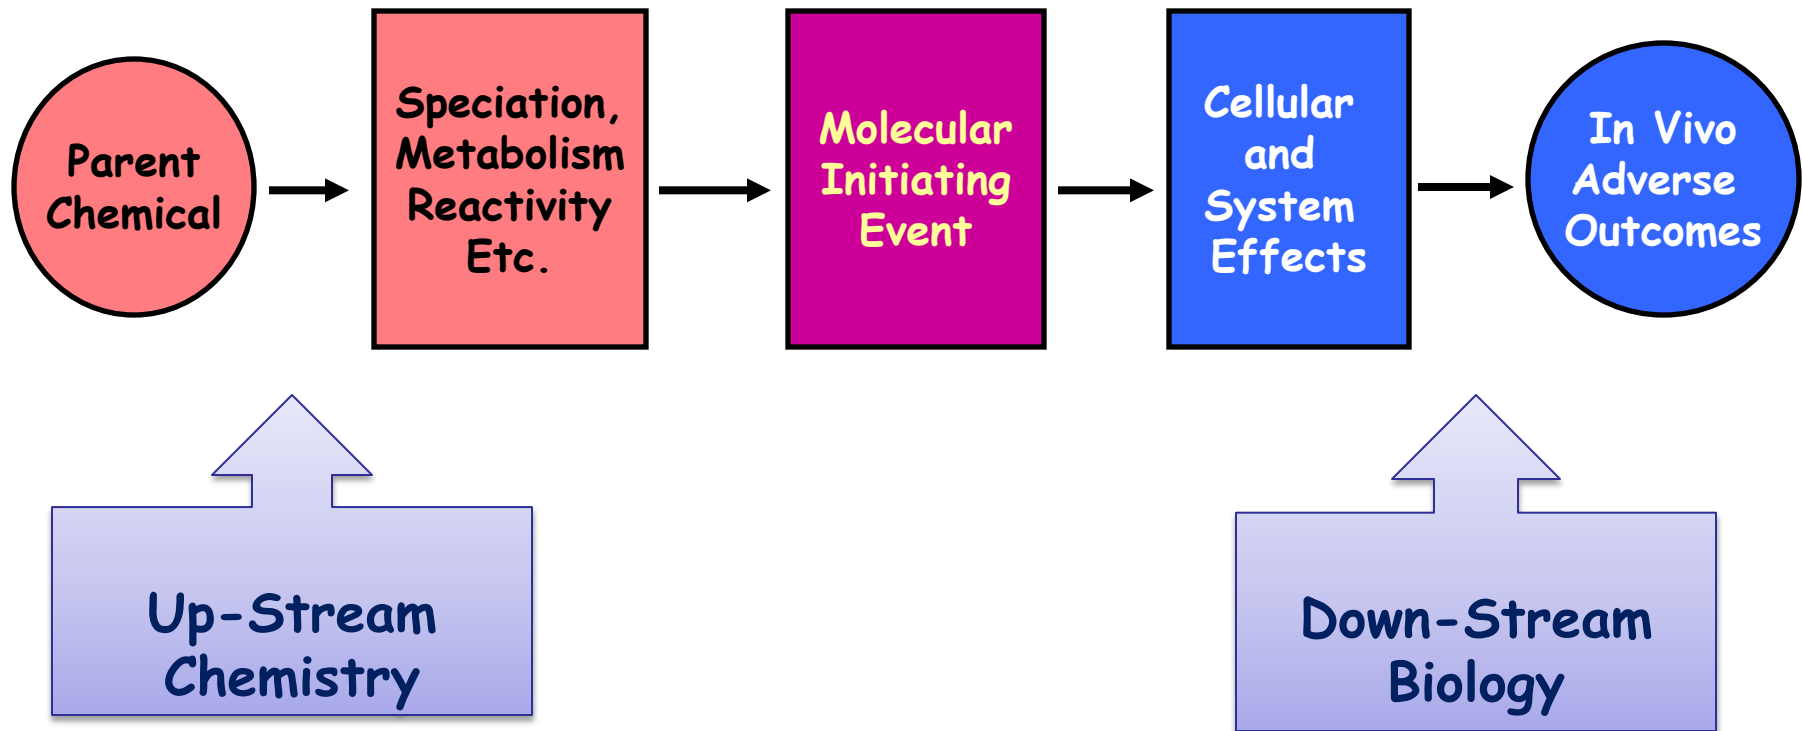 Parent
Chemical
Speciation,
Metabolism
Reactivity
Etc.
Molecular
Initiating
Event
Cellular
and
System
Effects
In Vivo
Adverse
Outcomes
Up-Stream
Chemistry
Down-Stream
Biology